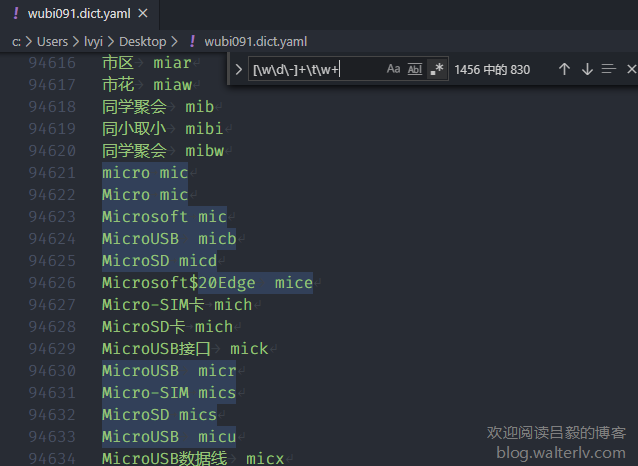 ! wubi091.dict.yaml ×
c: > Users > lvyi > Desktop > ! wubi091.dict.yaml
> [\w\d\-]+\t\w+ Aa Abl .* 1456 中的 830
94616 市区 miar
94617 市花 miaw
94618 同学聚会 mib
94619 同小取小 mibi
94620 同学聚会 mibw
94621 micro mic
94622 Micro mic
94623 Microsoft mic
94624 MicroUSB micb
94625 MicroSD micd
94626 Microsoft$20Edge mice
94627 Micro-SIM卡 mich
94628 MicroSD卡 mich
94629 MicroUSB接口 mick
94630 MicroUSB micr
94631 Micro-SIM mics
94632 MicroSD mics
94633 MicroUSB micu
94634 MicroUSB数据线 micx
欢迎阅读吕毅的博客
blog.walterlv.com